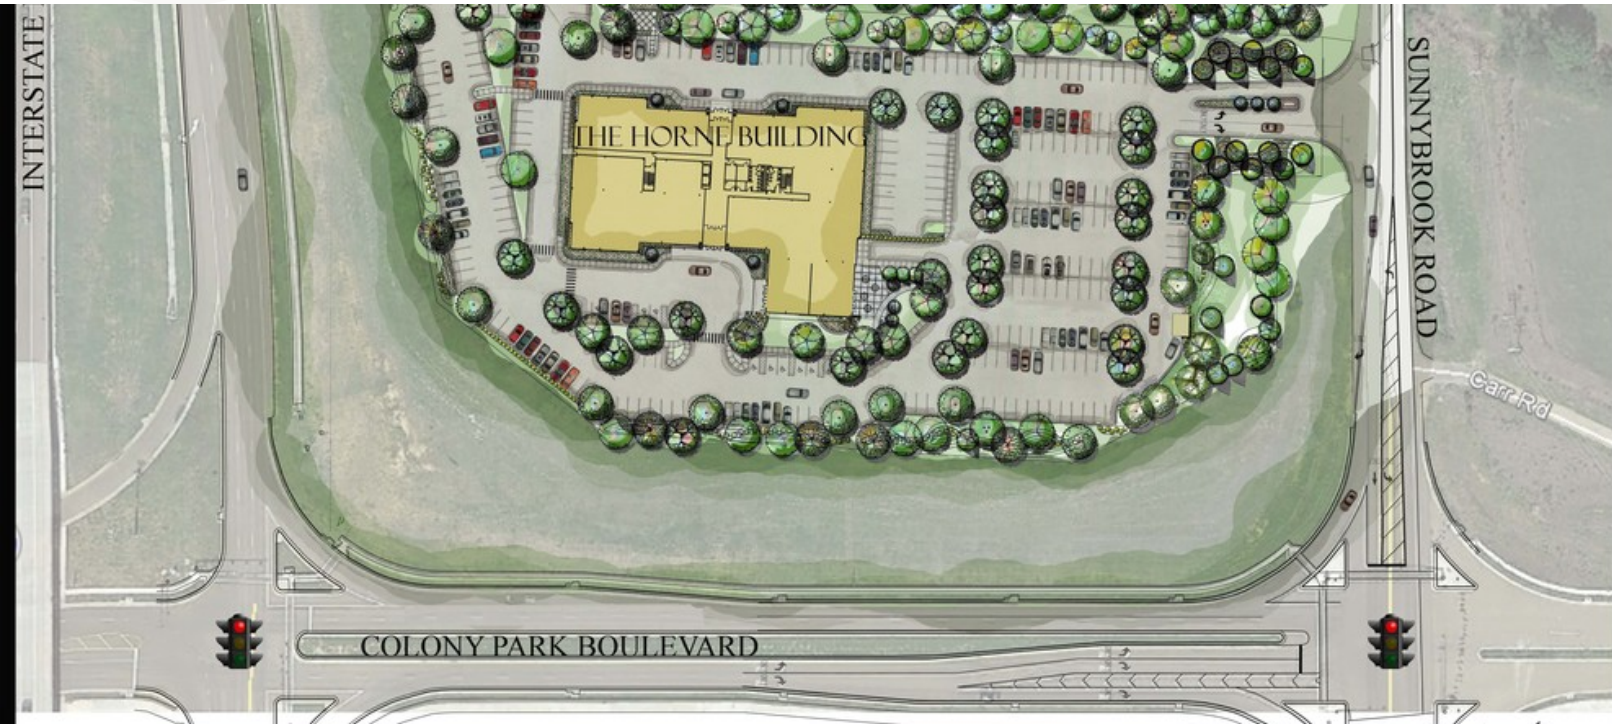 INTERSTATE
THE HORNE BUILDING
SUNNYBROOK ROAD
Carr Rd
COLONY PARK BOULEVARD